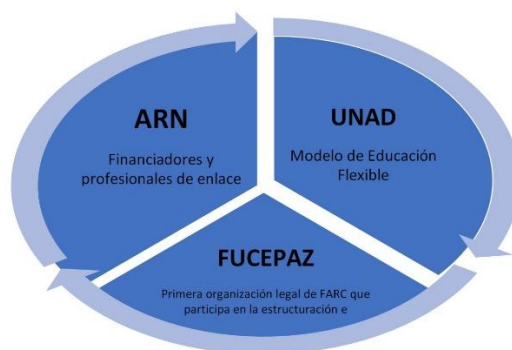 ARN
Financiadores y
profesionales de enlace
UNAD
Modelo de Educación
Flexible
FUCEPAZ
Primera organización legal de FARC que
participa en la estructuración e